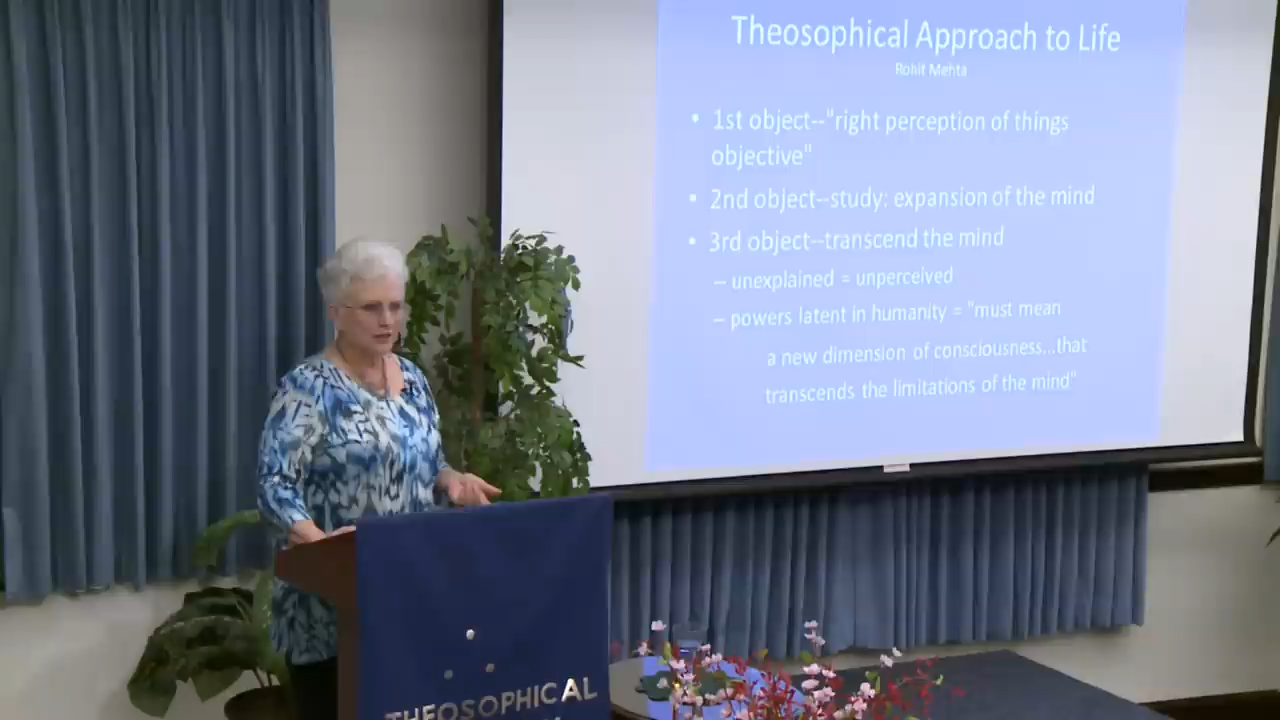 Theosophical Approach to Life
Rohit Mehta
• 1st object--"right perception of things
objective"
• 2nd object--study: expansion of the mind
• 3rd object--transcend the mind
– unexplained = unperceived
– powers latent in humanity = "must mean
a new dimension of consciousness...that
transcends the limitations of the mind"
THEOSOPHICAL